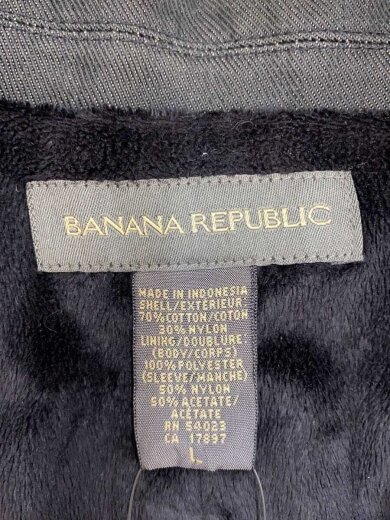 BANANA REPUBLIC
MADE IN INDONESIA
SHELL/EXTÉRIEUR:
70% COTTON/COTON
30% NYLON
LINING/DOUBLURE:
(BODY/CORPS)
100% POLYESTER
(SLEEVE/MANCHE)
50% NYLON
50% ACETATE/
ACÉTATE
RN 54023
CA 17897
L